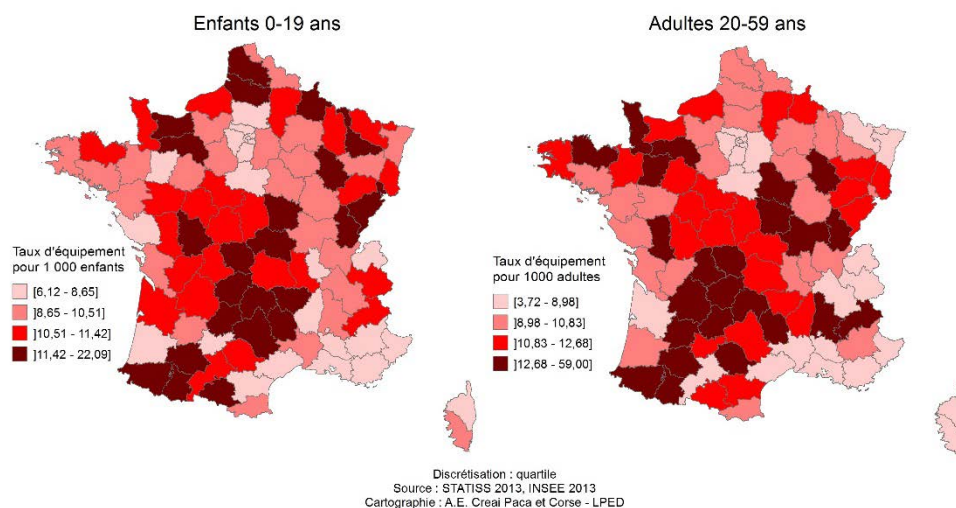 Enfants 0-19 ans
Adultes 20-59 ans
Taux d'équipement
pour 1 000 enfants
]6,12 - 8,65]
]8,65 - 10,51]
]10,51 - 11,42]
]11,42 - 22,09]
Taux d'équipement
pour 1000 adultes
]3,72 - 8,98]
]8,98 - 10,83]
]10,83 - 12,68]
]12,68 - 59,00]
Discrétisation : quartile
Source : STATISS 2013, INSEE 2013
Cartographie : A.E. Creai Paca et Corse - LPED